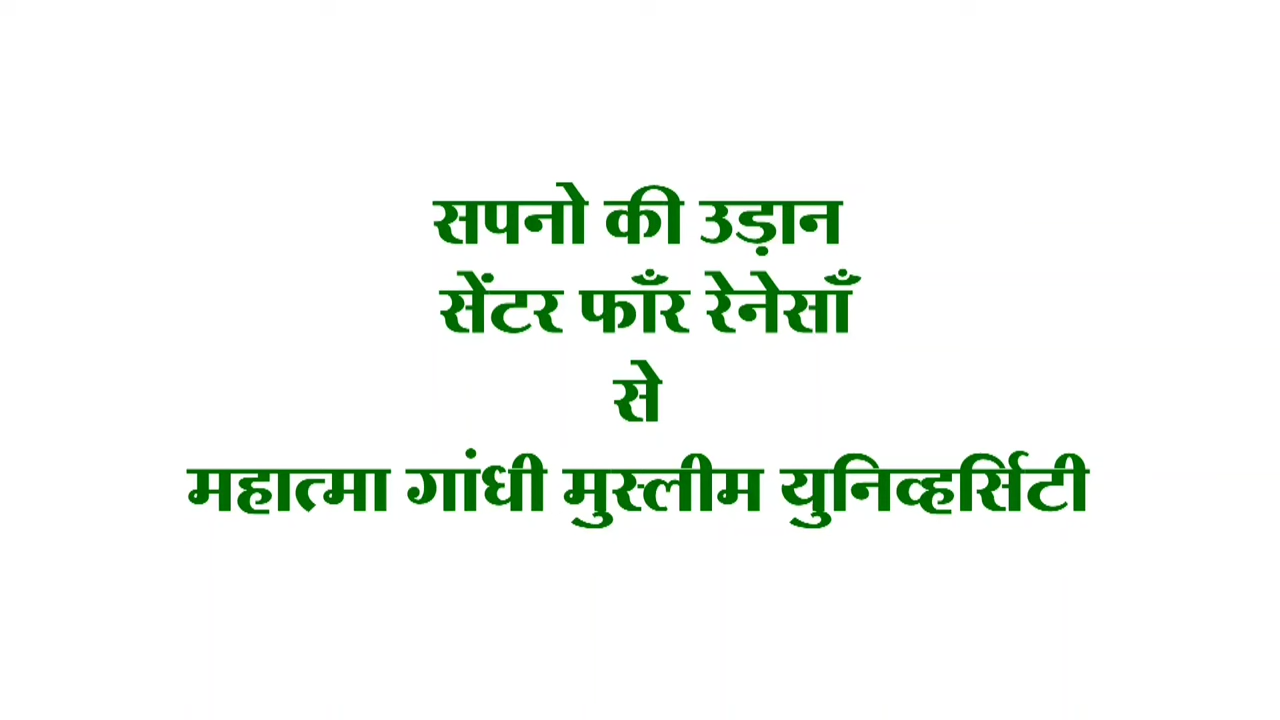 सपनो की उड़ान
सेंटर फाँर रेनेसाँ
से
महात्मा गांधी मुस्लीम युनिव्हर्सिटी